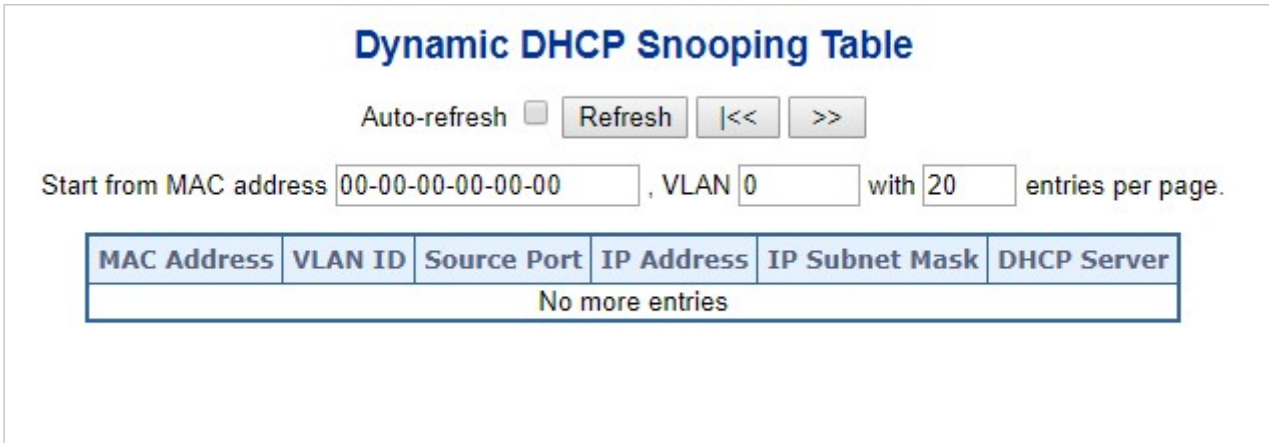 Dynamic DHCP Snooping Table
Auto-refresh Refresh |<< >>
Start from MAC address 00-00-00-00-00-00 , VLAN 0 with 20 entries per page.
MAC Address VLAN ID Source Port IP Address IP Subnet Mask DHCP Server
No more entries